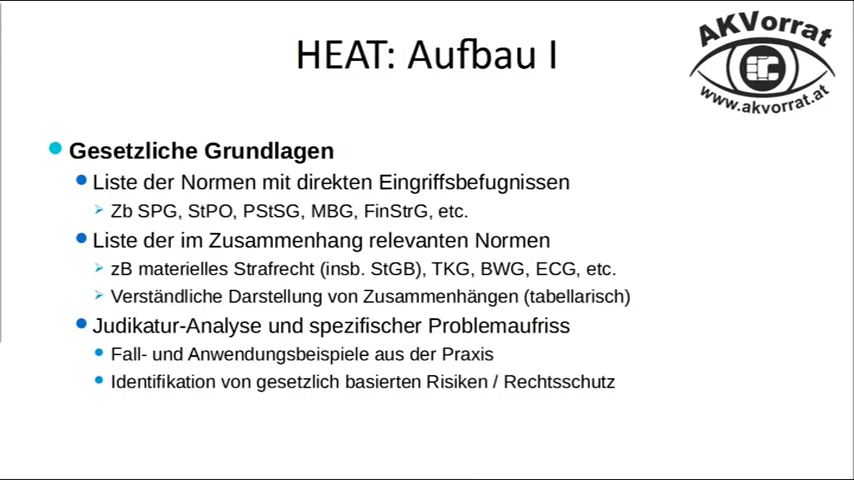 HEAT: Aufbau I
AKVorrat
www.akvorrat.at
Gesetzliche Grundlagen
Liste der Normen mit direkten Eingriffsbefugnissen
Zb SPG, StPO, PStSG, MBG, FinStrG, etc.
Liste der im Zusammenhang relevanten Normen
zB materielles Strafrecht (insb. StGB), TKG, BWG, ECG, etc.
Verständliche Darstellung von Zusammenhängen (tabellarisch)
Judikatur-Analyse und spezifischer Problemaufriss
Fall- und Anwendungsbeispiele aus der Praxis
Identifikation von gesetzlich basierten Risiken / Rechtsschutz